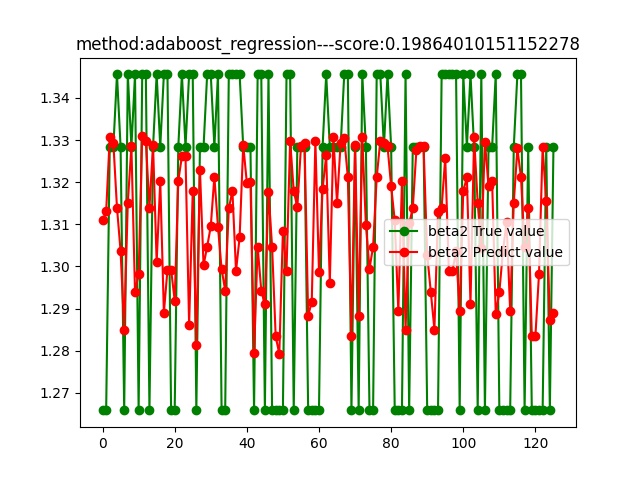 method:adaboost_regression---score:0.19864010151152278
1.34
1.33
1.32
1.31
1.30
1.29
1.28
1.27
beta2 True value
beta2 Predict value
0 20 40 60 80 100 120